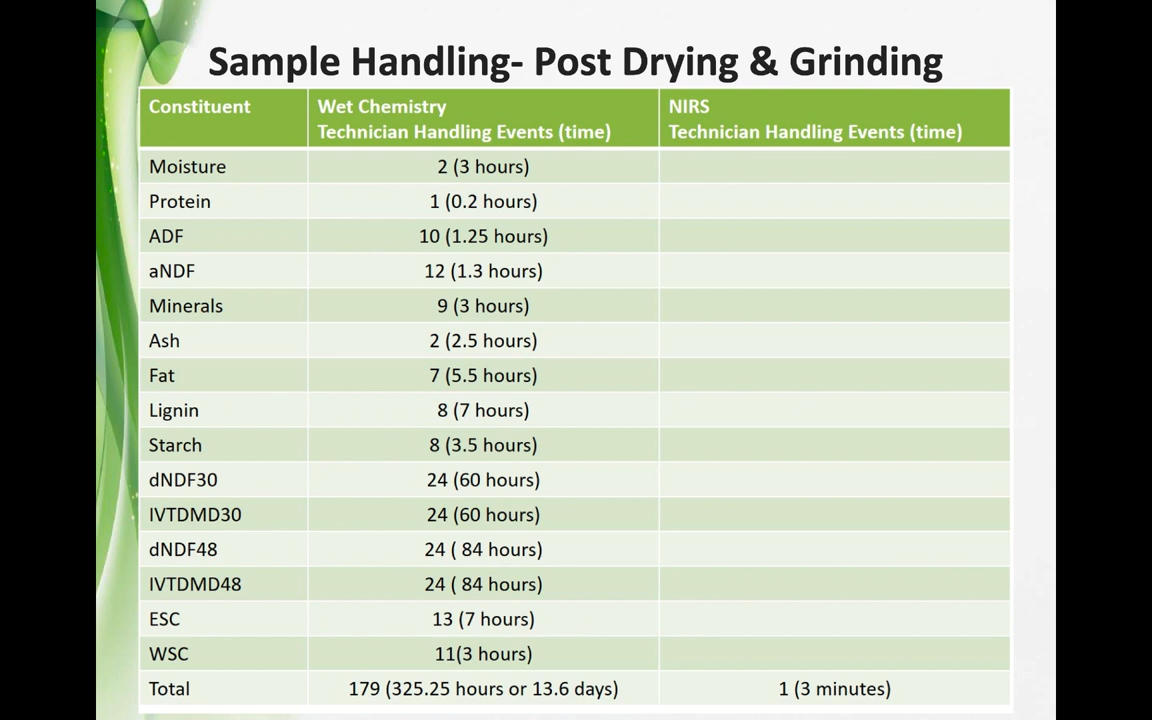 Sample Handling- Post Drying & Grinding
Constituent
Wet Chemistry
Technician Handling Events (time)
NIRS
Technician Handling Events (time)
Moisture 2 (3 hours)
Protein 1 (0.2 hours)
ADF 10 (1.25 hours)
aNDF 12 (1.3 hours)
Minerals 9 (3 hours)
Ash 2 (2.5 hours)
Fat 7 (5.5 hours)
Lignin 8 (7 hours)
Starch 8 (3.5 hours)
dNDF30 24 (60 hours)
IVTDMD30 24 (60 hours)
dNDF48 24 ( 84 hours)
IVTDMD48 24 ( 84 hours)
ESC 13 (7 hours)
WSC 11(3 hours)
Total 179 (325.25 hours or 13.6 days) 1 (3 minutes)